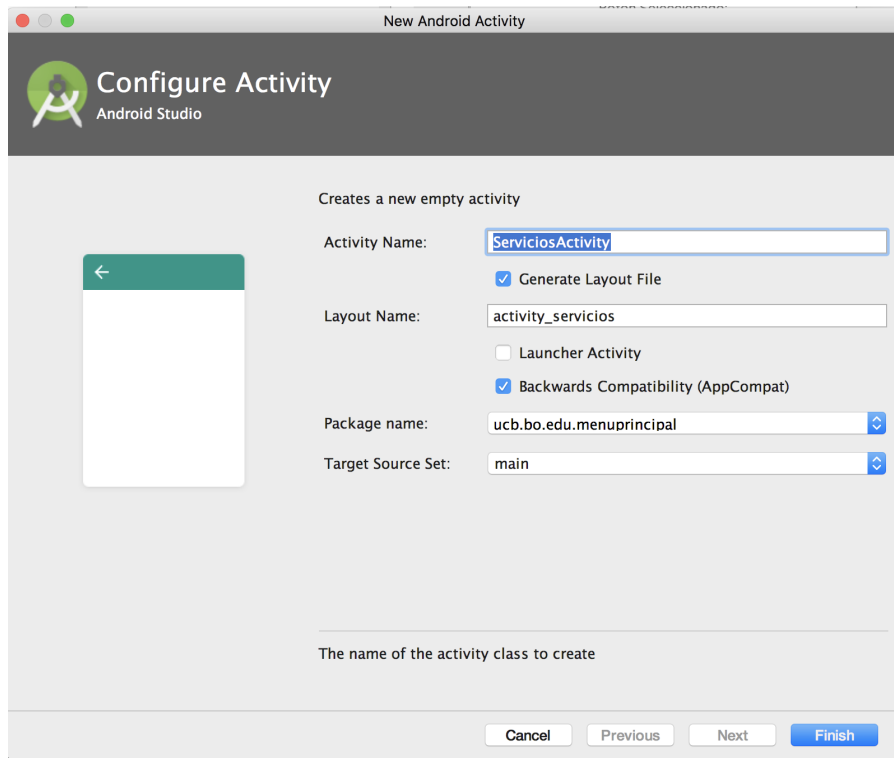 New Android Activity
Configure Activity
Android Studio
Creates a new empty activity
Activity Name: ServiciosActivity
Generate Layout File
Layout Name: activity_servicios
Launcher Activity
Backwards Compatibility (AppCompat)
Package name: ucb.bo.edu.menuprincipal
Target Source Set: main
The name of the activity class to create
Cancel Previous Next Finish